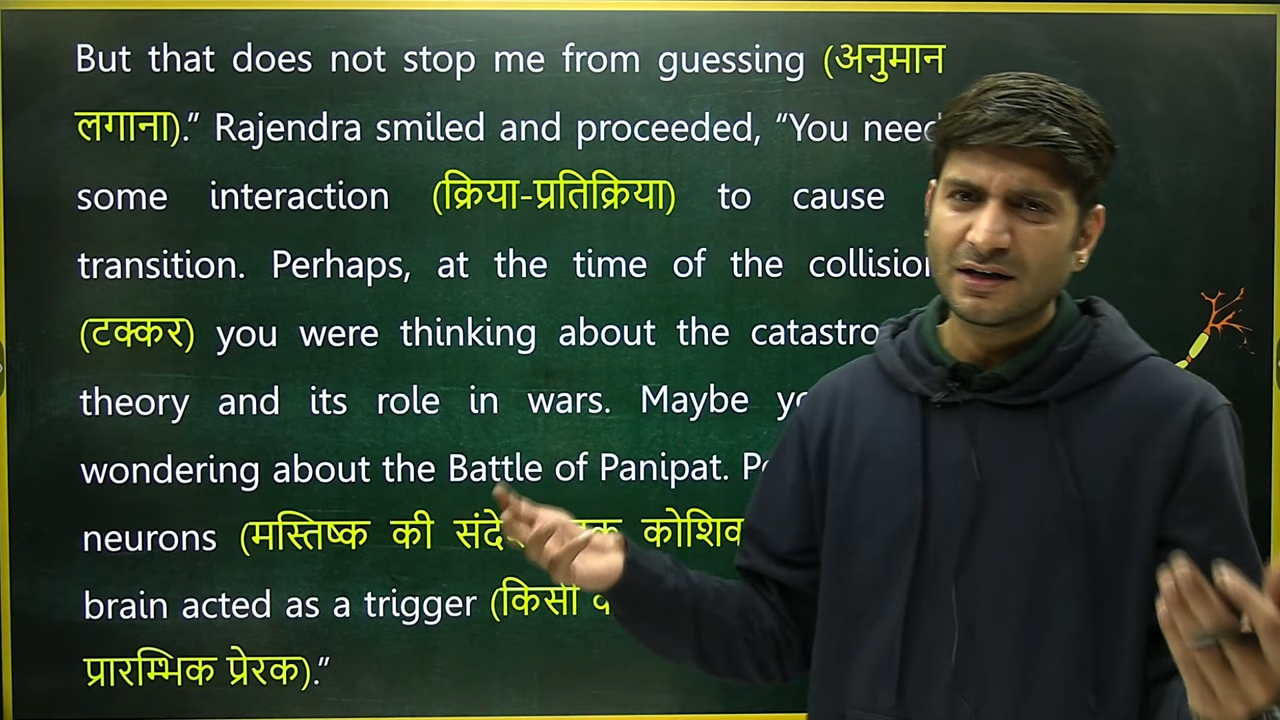 But that does not stop me from guessing (अनुमान
लगाना).” Rajendra smiled and proceeded, “You need
some interaction (क्रिया-प्रतिक्रिया) to cause
transition. Perhaps, at the time of the collision
(टक्कर) you were thinking about the
theory and its role in wars. Maybe
wondering about the Battle of Panipat.
neurons (मस्तिष्क की
brain acted as a trigger (किसी
प्रारम्भिक प्रेरक).”